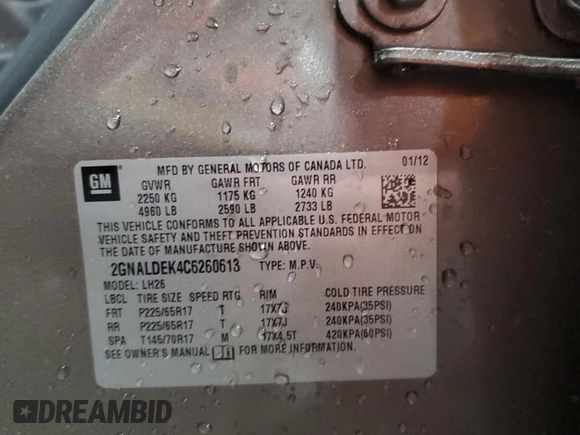 GM
MFD BY GENERAL MOTORS OF CANADA LTD. 01/12
GVWR GAWR FRT GAWR RR
2250 KG 1175 KG 1240 KG
4960 LB 2590 LB 2733 LB
THIS VEHICLE CONFORMS TO ALL APPLICABLE U.S. FEDERAL MOTOR
VEHICLE SAFETY AND THEFT PREVENTION STANDARDS IN EFFECT ON
THE DATE OF MANUFACTURE SHOWN ABOVE.
2GNALDEK4C6260613 TYPE: M.P.V.
MODEL: LH26
LBCL TIRE SIZE SPEED RTG RIM COLD TIRE PRESSURE
FRT P225/65R17 T 17X7J 240KPA(35PSI)
RR P225/65R17 T 17X7J 240KPA(35PSI)
SPA T145/70R17 M 17X4.5T 420KPA(60PSI)
SEE OWNER'S MANUAL FOR MORE INFORMATION.
DREAMBID